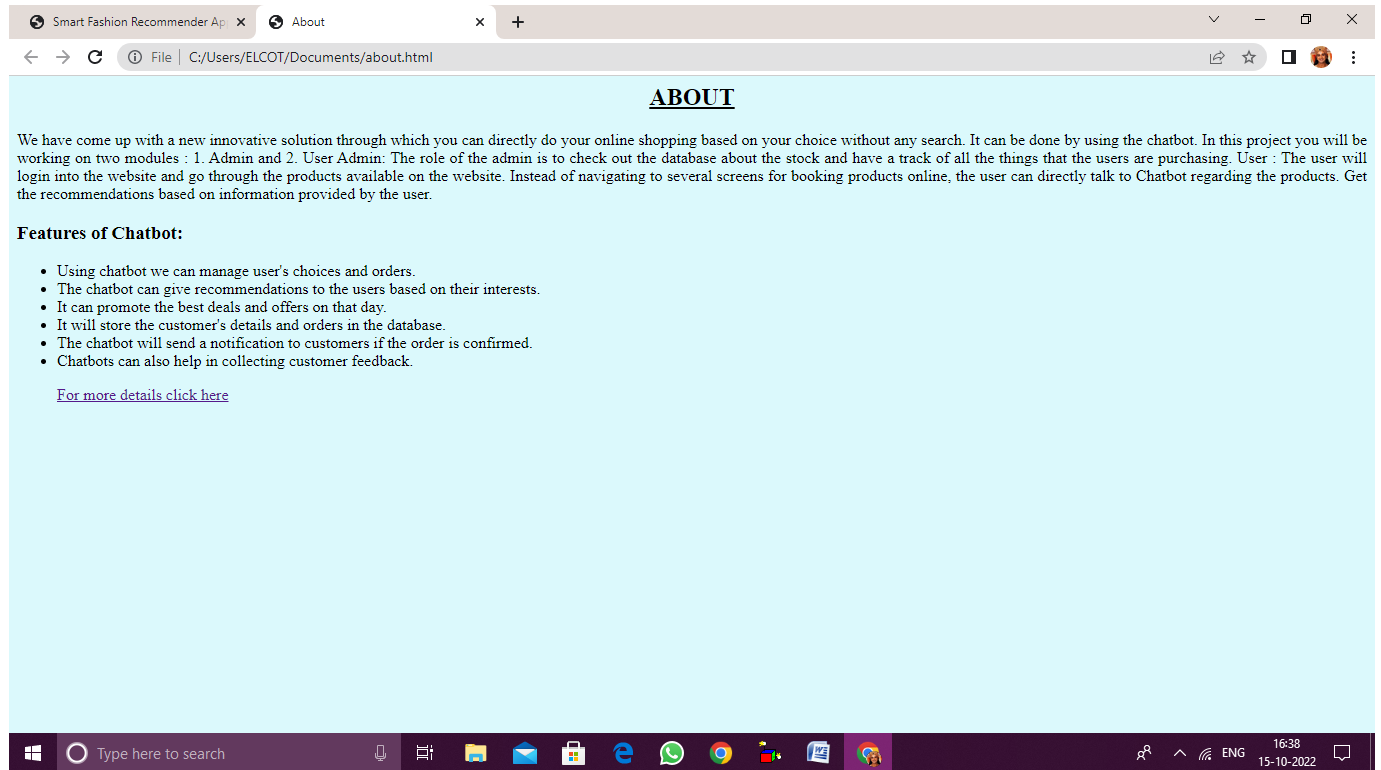 Smart Fashion Recommender Ap
About
File
C:/Users/ELCOT/Documents/about.html
ABOUT
We have come up with a new innovative solution through which you can directly do your online shopping based on your choice without any search. It can be done by using the chatbot. In this project you will be
working on two modules : 1. Admin and 2. User Admin: The role of the admin is to check out the database about the stock and have a track of all the things that the users are purchasing. User : The user will
login into the website and go through the products available on the website. Instead of navigating to several screens for booking products online, the user can directly talk to Chatbot regarding the products. Get
the recommendations based on information provided by the user.
Features of Chatbot:
• Using chatbot we can manage user's choices and orders.
• The chatbot can give recommendations to the users based on their interests.
• It can promote the best deals and offers on that day.
• It will store the customer's details and orders in the database.
• The chatbot will send a notification to customers if the order is confirmed.
• Chatbots can also help in collecting customer feedback.
For more details click here
Type here to search
ENG
16:38
15-10-2022